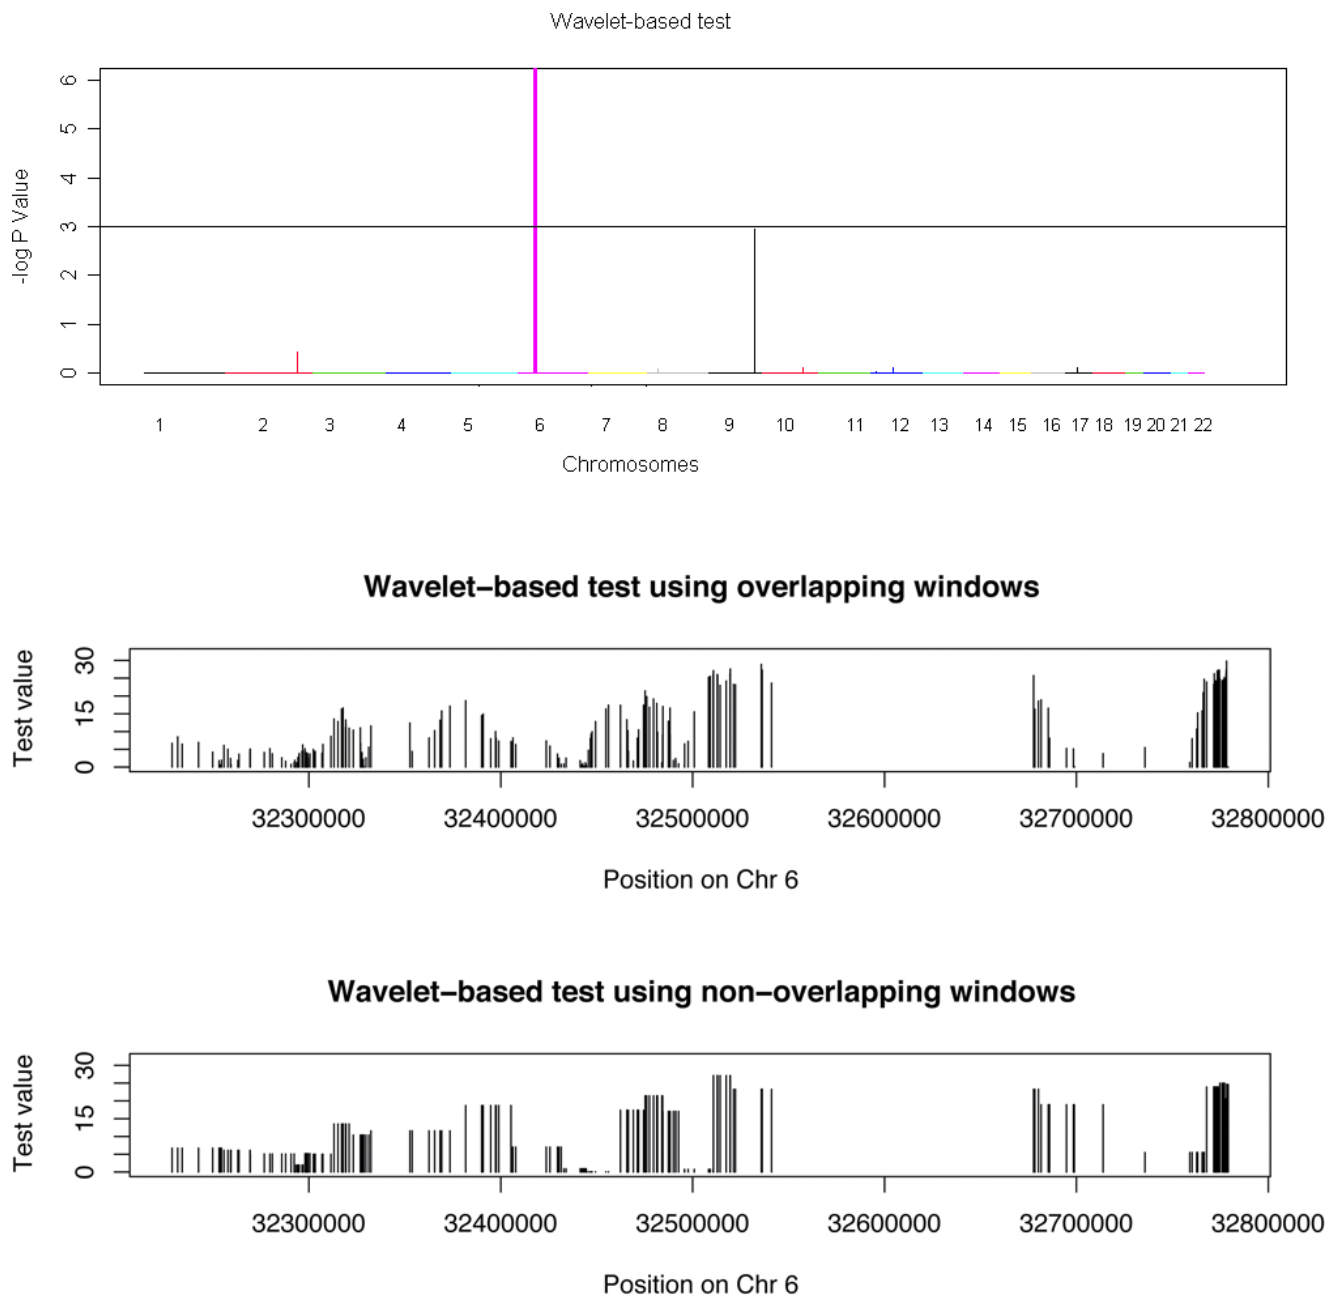 Wavelet-based test
6
5
4
3
2
1
0
-log P Value
1 2 3 4 5 6 7 8 9 10 11 12 13 14 15 16 17 18 19 20 21 22
Chromosomes
Wavelet–based test using overlapping windows
30
15
0
Test value
32300000 32400000 32500000 32600000 32700000 32800000
Position on Chr 6
Wavelet–based test using non–overlapping windows
30
15
0
Test value
32300000 32400000 32500000 32600000 32700000 32800000
Position on Chr 6